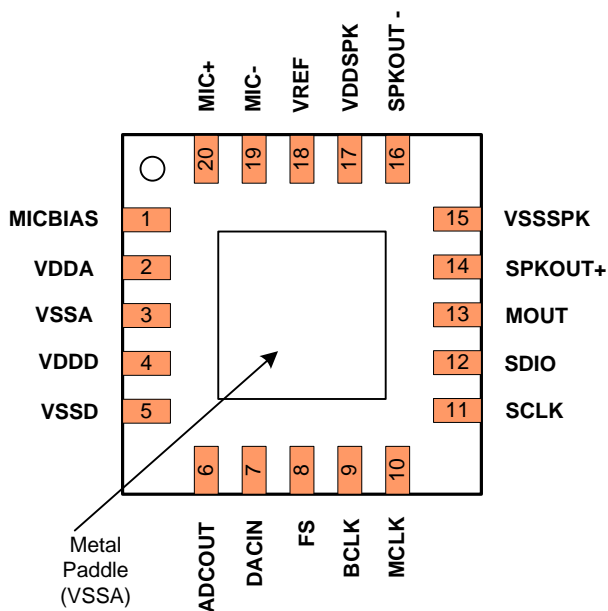 MIC+
MIC-
VREF
VDDSPK
SPKOUT -
20
19
18
17
16
MICBIAS
1
VDDA
2
VSSA
3
VDDD
4
VSSD
5
15
VSSSPK
14
SPKOUT+
13
MOUT
12
SDIO
11
SCLK
6
7
8
9
10
ADCOUT
DACIN
FS
BCLK
MCLK
Metal
Paddle
(VSSA)